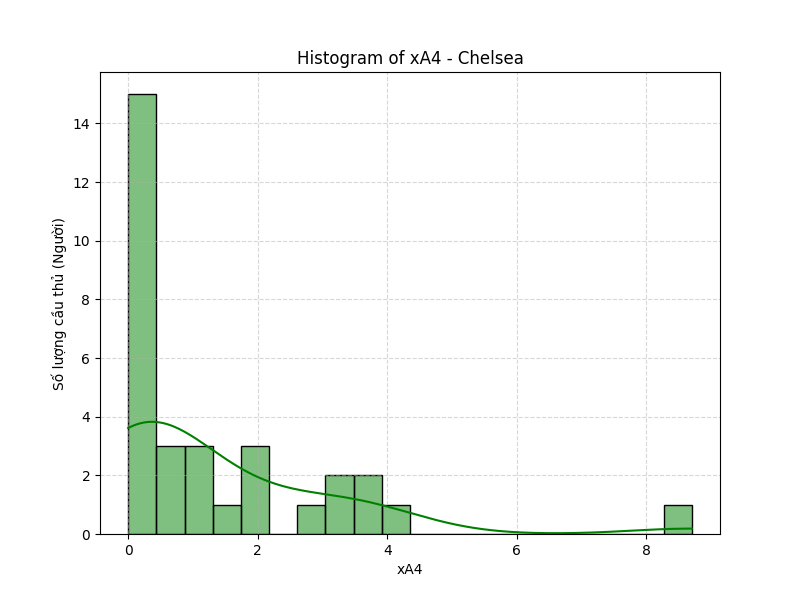 Histogram of xA4 - Chelsea
Số lượng cầu thủ (Người)
14
12
10
8
6
4
2
0
0 2 4 6 8
xA4